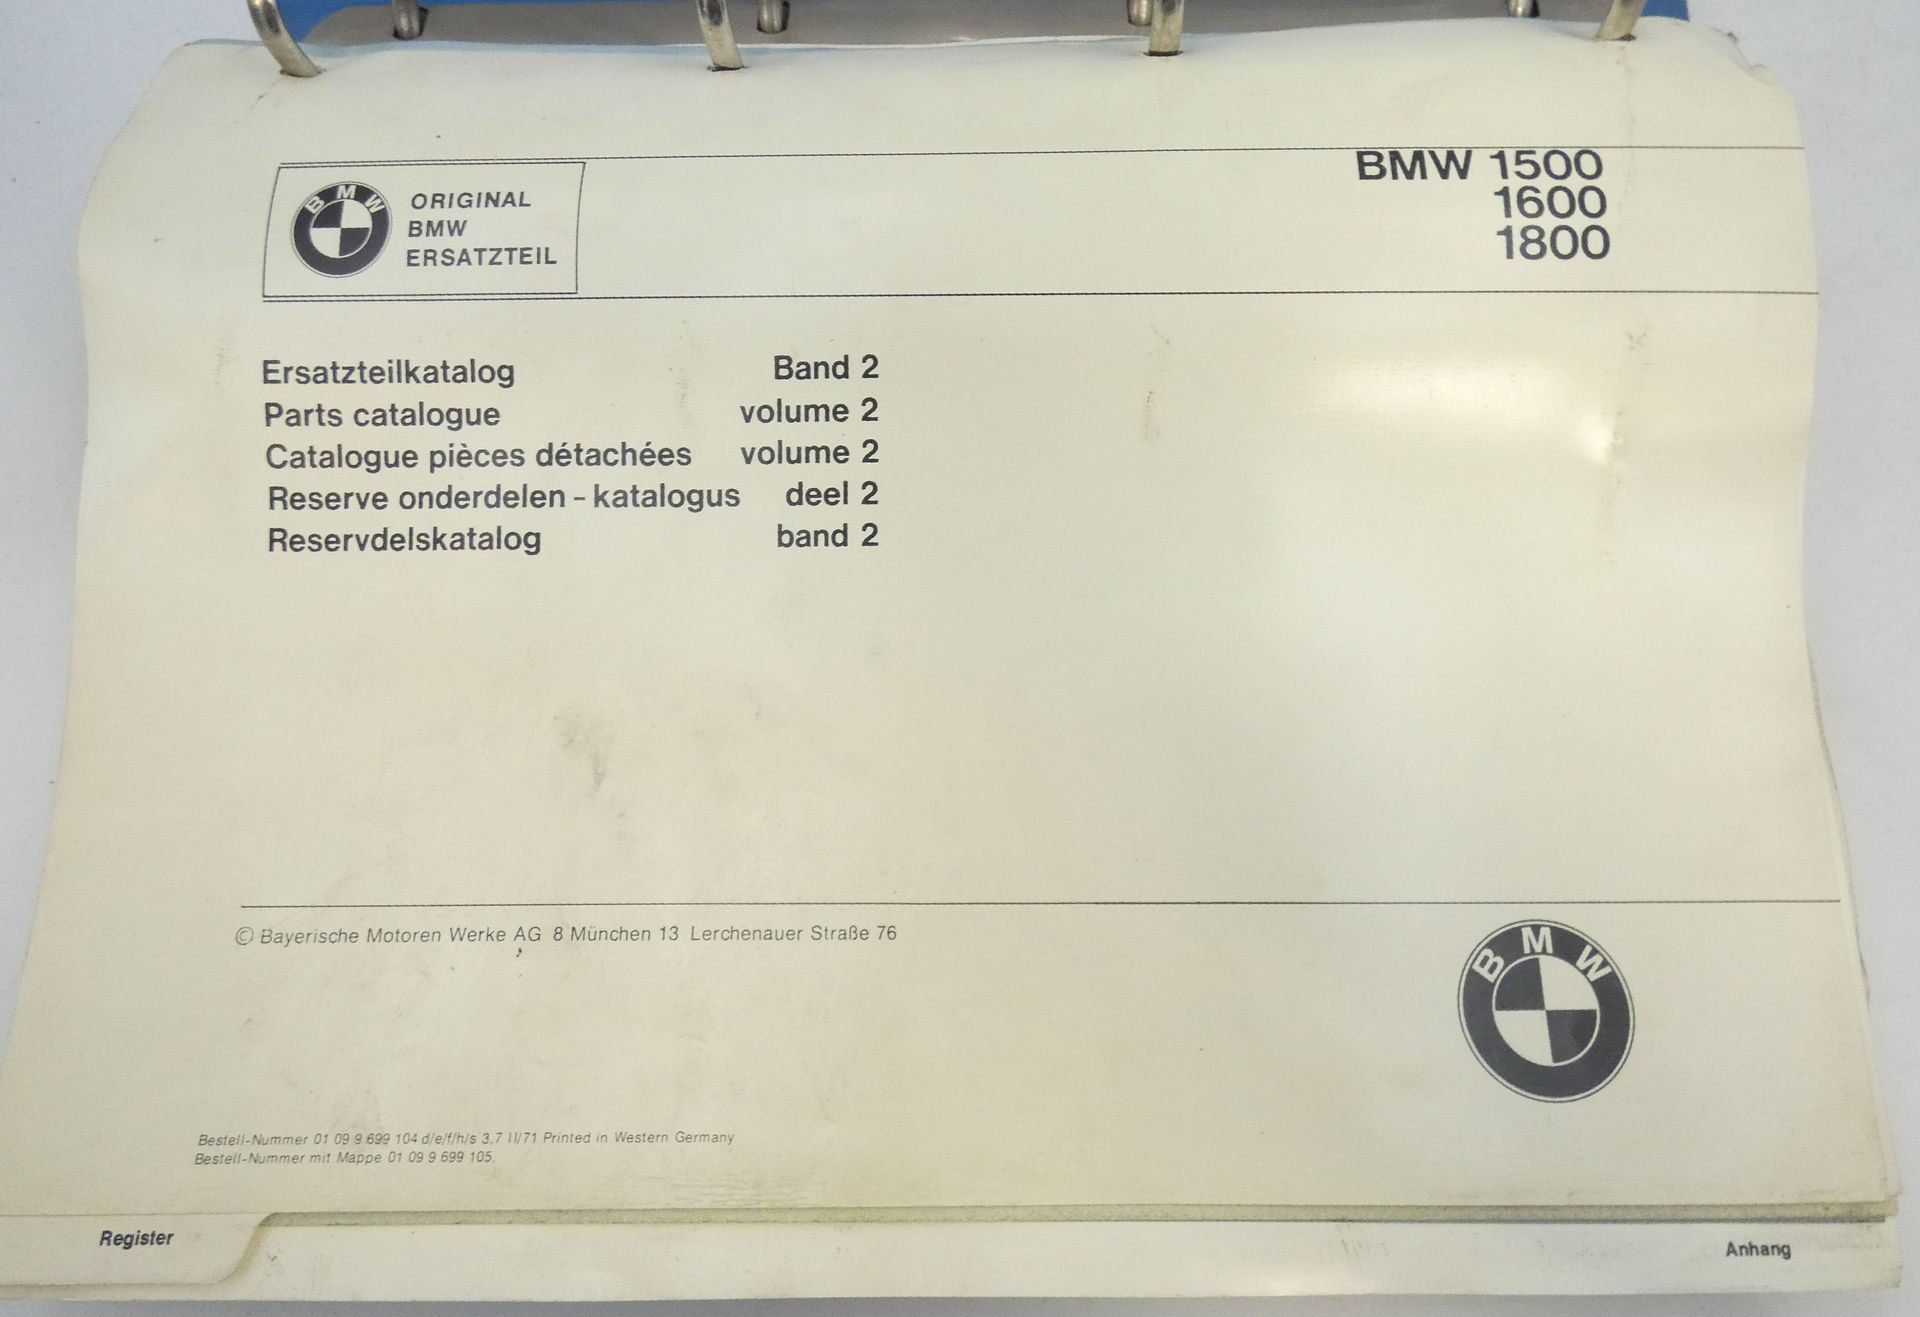 BMW
ORIGINAL
BMW
ERSATZTEIL
BMW 1500
1600
1800
Ersatzteilkatalog Band 2
Parts catalogue volume 2
Catalogue pièces détachées volume 2
Reserve onderdelen - katalogus deel 2
Reservdelskatalog band 2
© Bayerische Motoren Werke AG 8 München 13 Lerchenauer Straße 76
BMW
Bestell-Nummer 01 09 9 699 104 d/e/f/h/s 3,7 II/71 Printed in Western Germany
Bestell-Nummer mit Mappe 01 09 9 699 105.
Register
Anhang